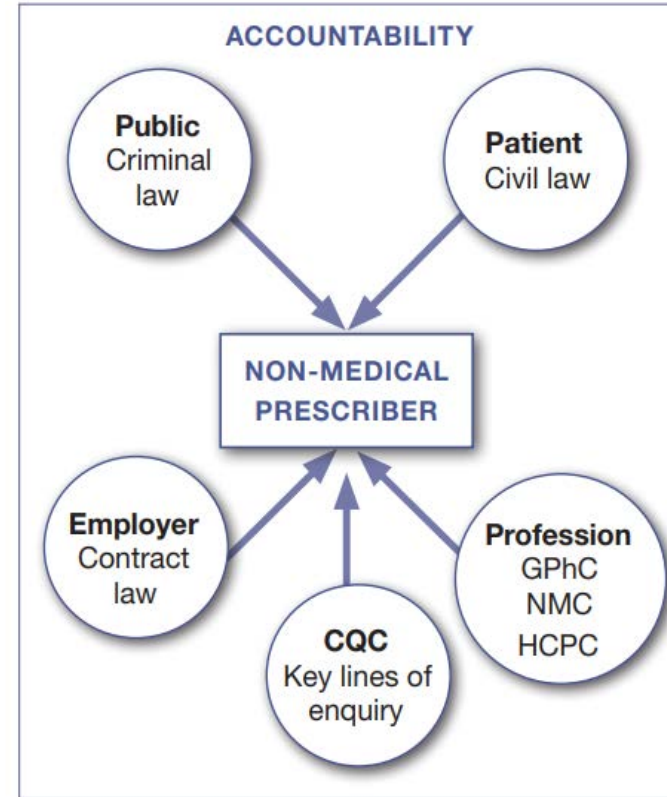 ACCOUNTABILITY
Public
Criminal
law
Patient
Civil law
NON-MEDICAL
PRESCRIBER
Employer
Contract
law
CQC
Key lines of
enquiry
Profession
GPhC
NMC
HCPC